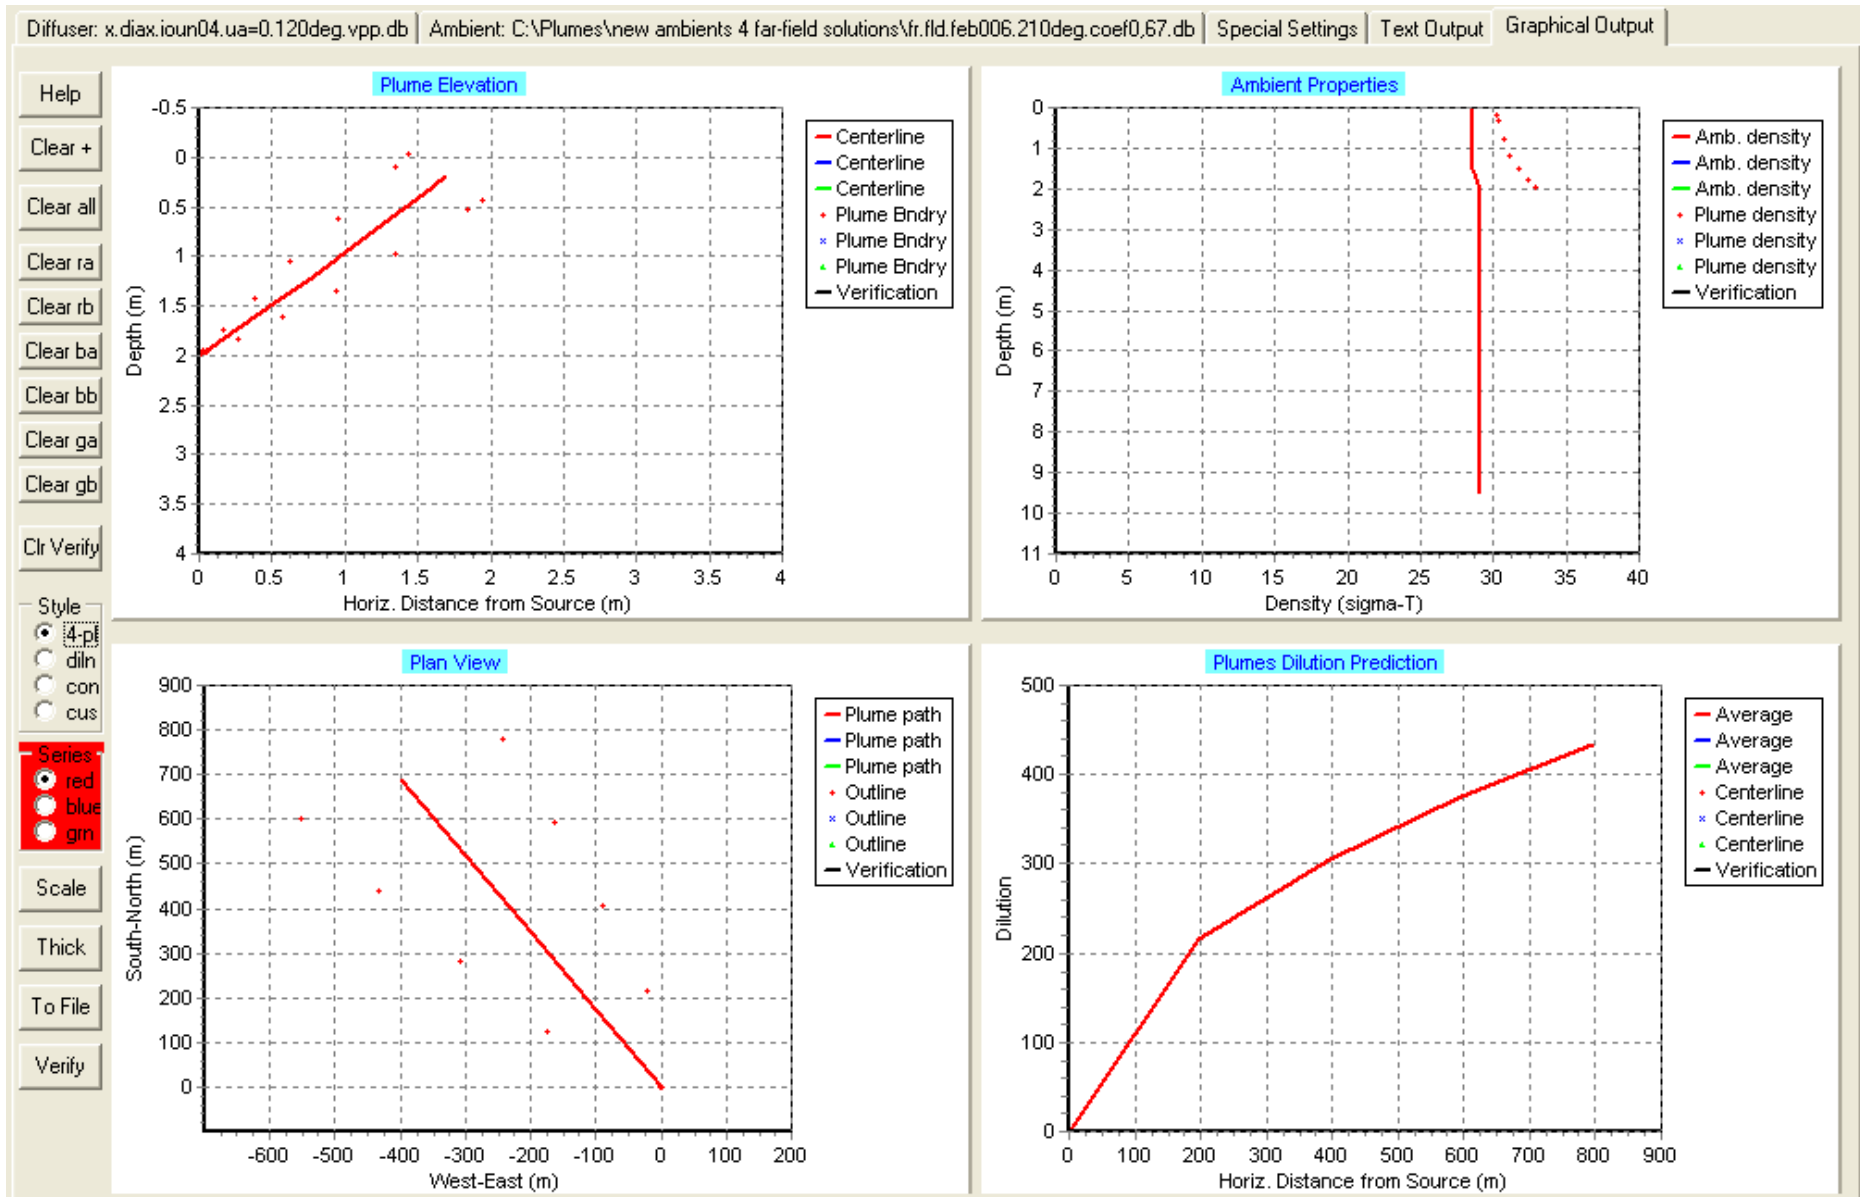 Diffuser: x.diax.ioun04.ua=0.120deg.vpp.db Ambient: C:\Plumes\new ambients 4 far-field solutions\fr.fld.feb006.210deg.coef0,67.db Special Settings Text Output Graphical Output
Help
Clear +
Clear all
Clear ra
Clear rb
Clear ba
Clear bb
Clear ga
Clear gb
Clr Verify
Style
4-pl
diln
con
cus
Series
red
blue
grn
Scale
Thick
To File
Verify
Plume Elevation
-0.5
0
0.5
1
1.5
2
2.5
3
3.5
4
Depth (m)
0 0.5 1 1.5 2 2.5 3 3.5 4
Horiz. Distance from Source (m)
Centerline
Centerline
Centerline
Plume Bndry
Plume Bndry
Plume Bndry
Verification
Ambient Properties
0
1
2
3
4
5
6
7
8
9
10
11
Depth (m)
0 5 10 15 20 25 30 35 40
Density (sigma-T)
Amb. density
Amb. density
Amb. density
Plume density
Plume density
Plume density
Verification
Plan View
900
800
700
600
500
400
300
200
100
0
South-North (m)
-600 -500 -400 -300 -200 -100 0 100 200
West-East (m)
Plume path
Plume path
Plume path
Outline
Outline
Outline
Verification
Plumes Dilution Prediction
500
400
300
200
100
0
Dilution
0 100 200 300 400 500 600 700 800 900
Horiz. Distance from Source (m)
Average
Average
Average
Centerline
Centerline
Centerline
Verification